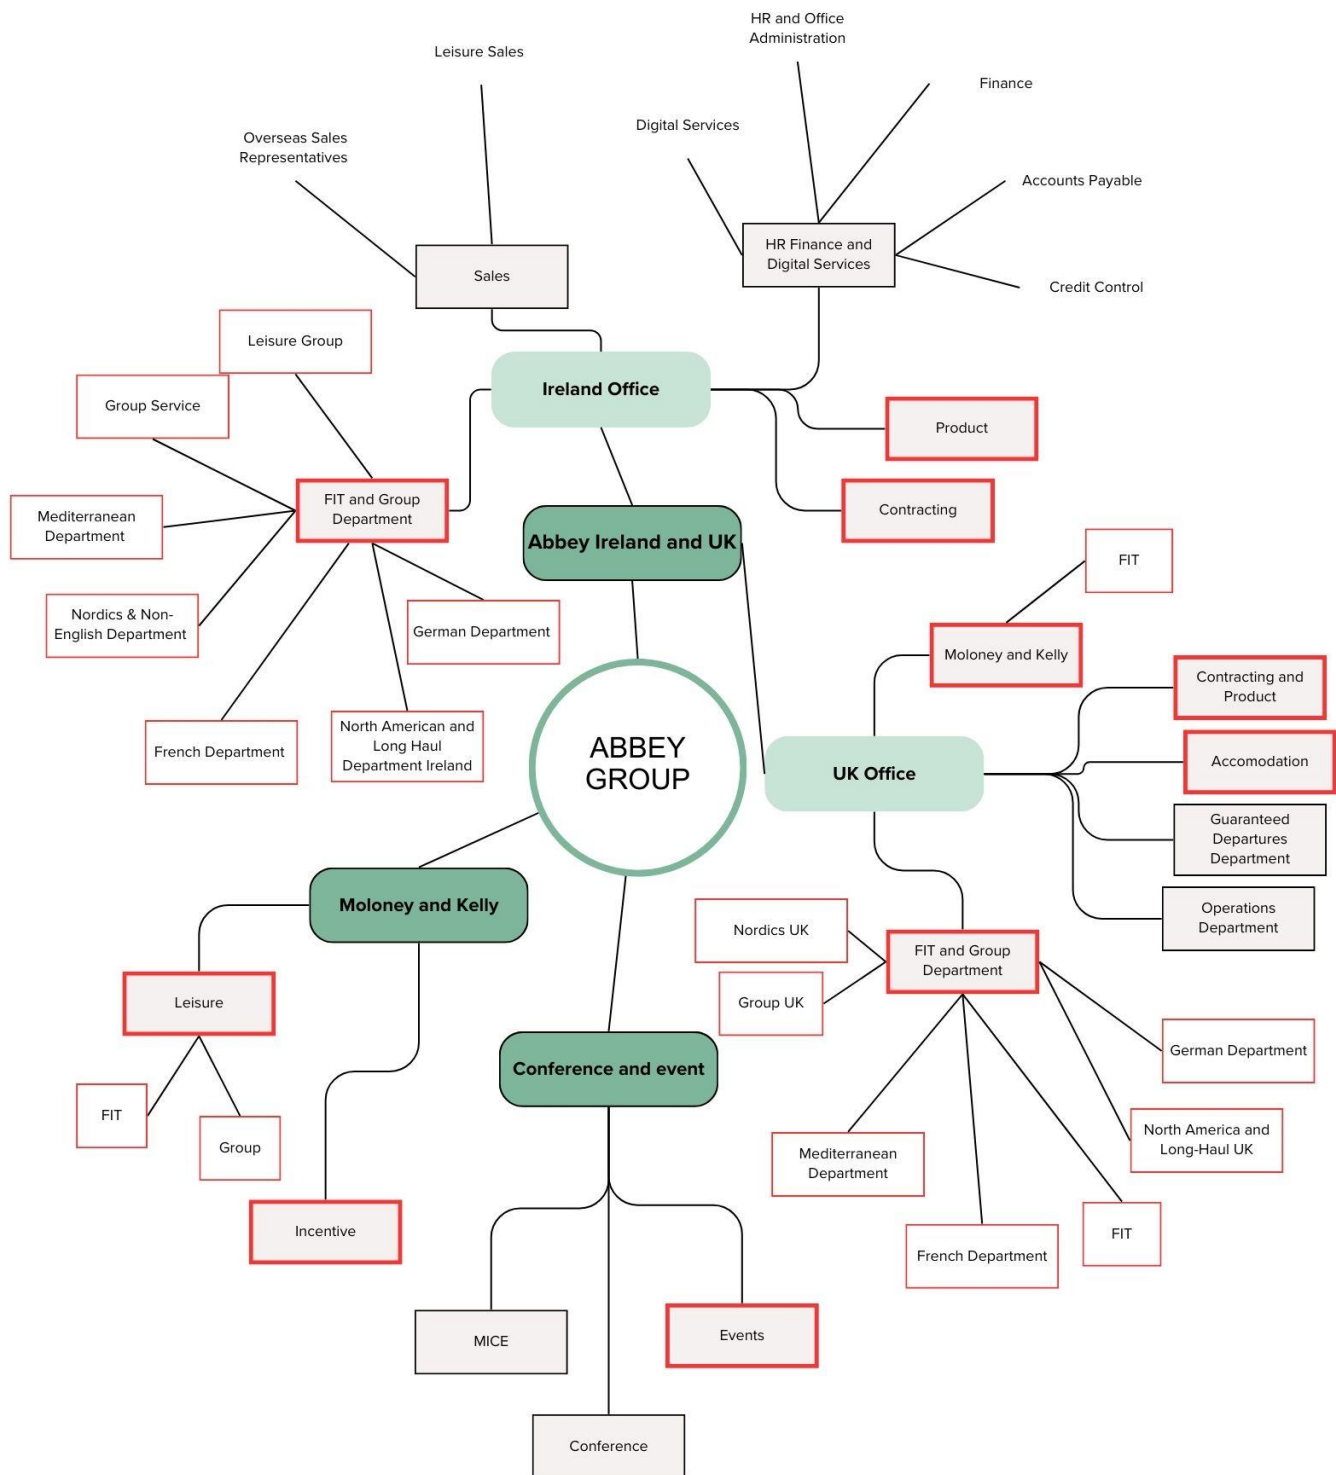 HR and Office
Administration
Leisure Sales
Finance
Digital Services
Overseas Sales
Representatives
Accounts Payable
HR Finance and
Digital Services
Sales
Credit Control
Leisure Group
Ireland Office
Group Service
Product
FIT and Group
Department
Contracting
Mediterranean
Department
Abbey Ireland and UK
FIT
Nordics & Non-
English Department
German Department
Moloney and Kelly
Contracting and
Product
North American and
Long Haul
Department Ireland
French Department
ABBEY
GROUP
UK Office
Accomodation
Guaranteed
Departures
Department
Moloney and Kelly
Operations
Department
Nordics UK
FIT and Group
Department
Leisure
Group UK
Conference and event
German Department
FIT
Group
North America and
Long-Haul UK
Mediterranean
Department
Incentive
FIT
French Department
MICE
Events
Conference